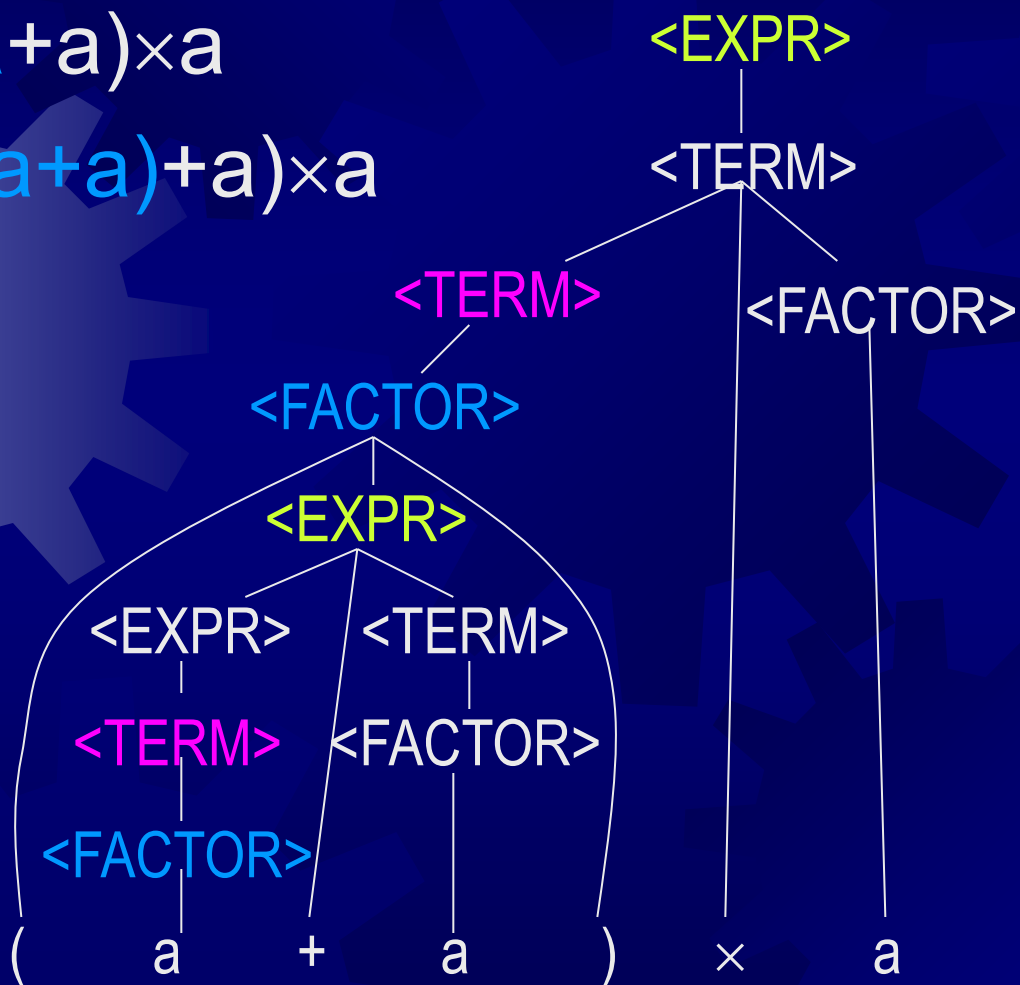 +a)×a
<EXPR>
a+a)+a)×a
<TERM>
<TERM>
<FACTOR>
<FACTOR>
<EXPR>
<EXPR> <TERM>
<TERM> <FACTOR>
<FACTOR>
( a + a ) × a